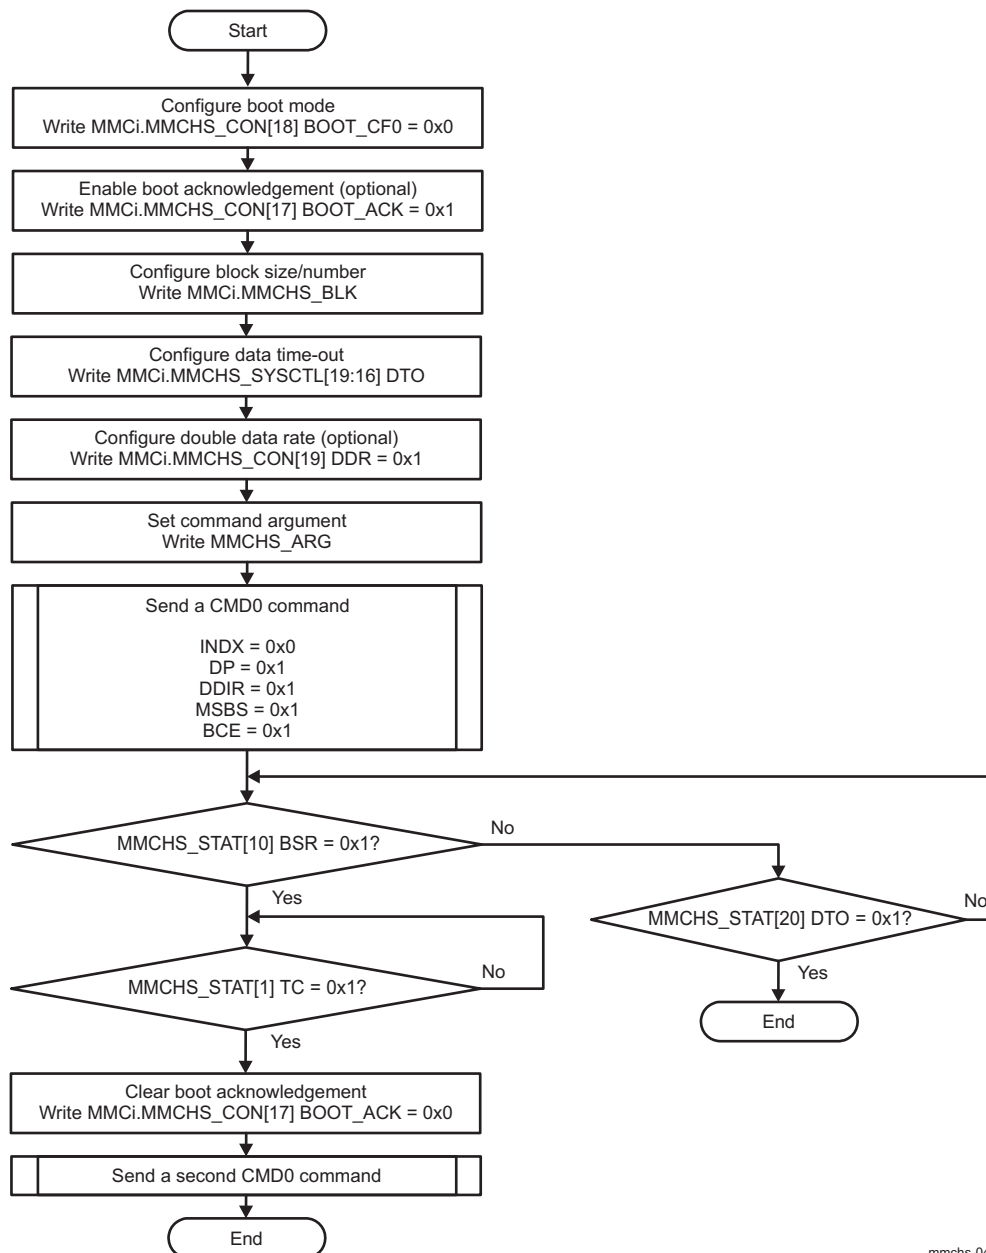 Start
Configure boot mode
Write MMCi.MMCHS_CON[18] BOOT_CF0 = 0x0
Enable boot acknowledgement (optional)
Write MMCi.MMCHS_CON[17] BOOT_ACK = 0x1
Configure block size/number
Write MMCi.MMCHS_BLK
Configure data time-out
Write MMCi.MMCHS_SYSCTL[19:16] DTO
Configure double data rate (optional)
Write MMCi.MMCHS_CON[19] DDR = 0x1
Set command argument
Write MMCHS_ARG
Send a CMD0 command
INDX = 0x0
DP = 0x1
DDIR = 0x1
MSBS = 0x1
BCE = 0x1
MMCHS_STAT[10] BSR = 0x1?
No
Yes
MMCHS_STAT[20] DTO = 0x1?
No
Yes
End
MMCHS_STAT[1] TC = 0x1?
No
Yes
Clear boot acknowledgement
Write MMCi.MMCHS_CON[17] BOOT_ACK = 0x0
Send a second CMD0 command
End